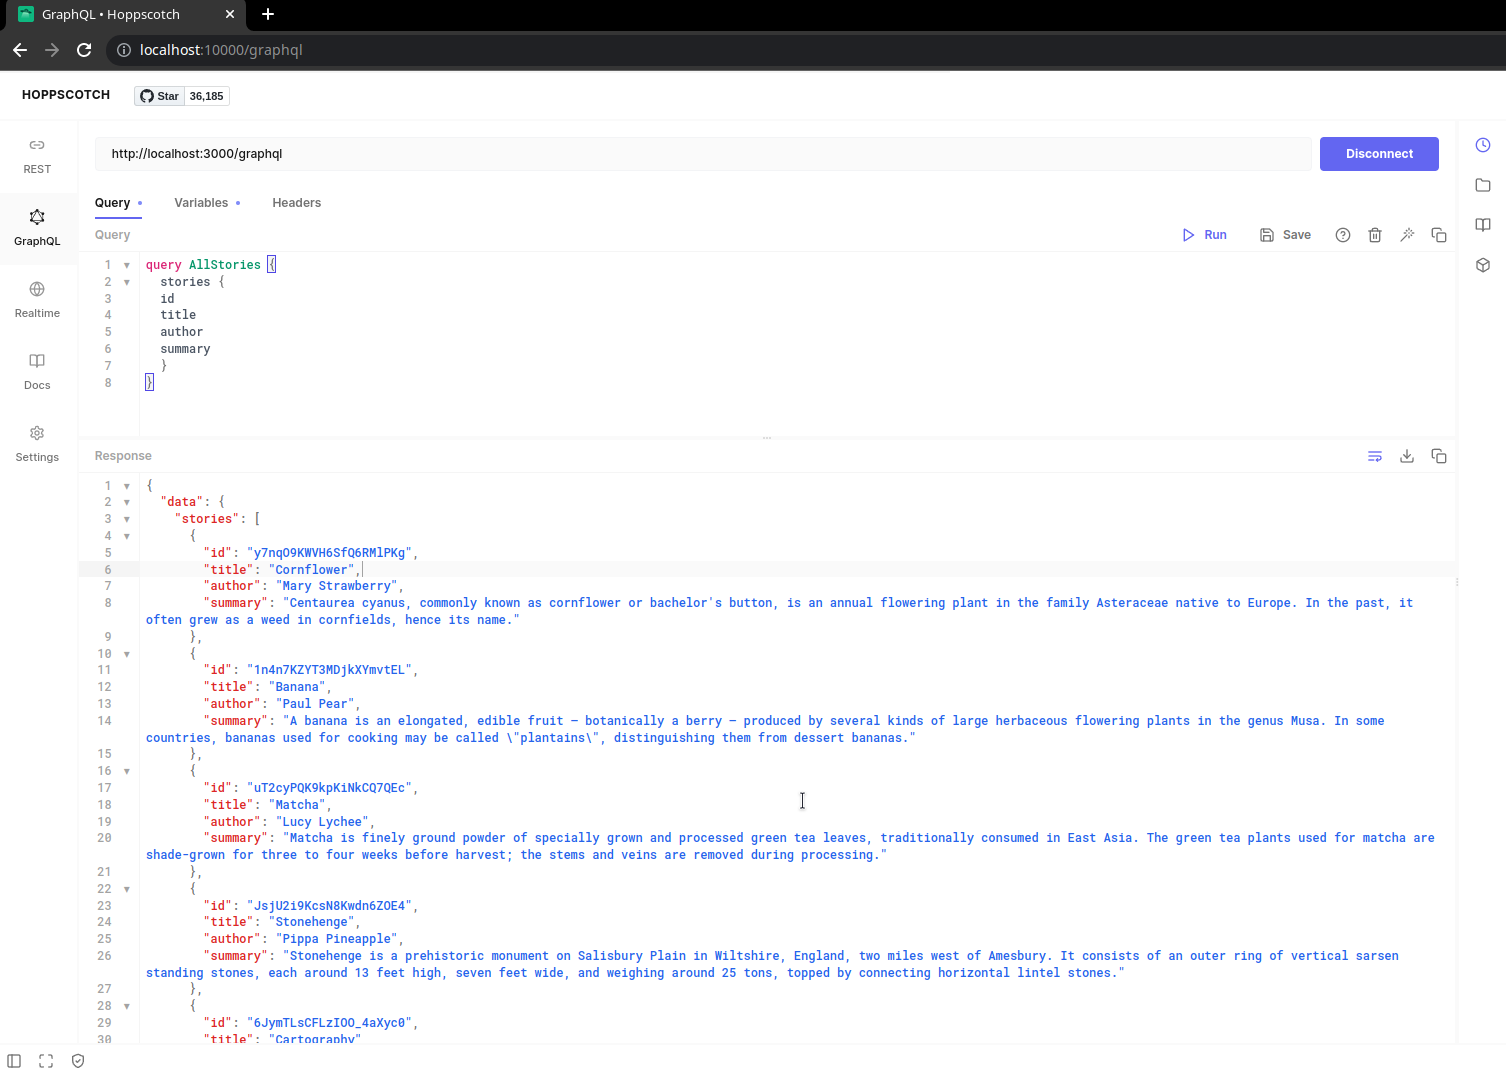 GraphQL • Hoppscotch
localhost:10000/graphql
HOPPSCOTCH
Star 36,185
REST
GraphQL
Realtime
Docs
Settings
http://localhost:3000/graphql
Disconnect
Query Variables Headers
Query
Run Save
1 query AllStories {
2 stories {
3 id
4 title
5 author
6 summary
7 }
8 }
Response
1 {
2 "data": {
3 "stories": [
4 {
5 "id": "y7nqO9KWVH6SfQ6RMlPKg",
6 "title": "Cornflower",
7 "author": "Mary Strawberry",
8 "summary": "Centaurea cyanus, commonly known as cornflower or bachelor's button, is an annual flowering plant in the family Asteraceae native to Europe. In the past, it
often grew as a weed in cornfields, hence its name."
9 },
10 {
11 "id": "1n4n7KZYT3MDjkXYmvtEL",
12 "title": "Banana",
13 "author": "Paul Pear",
14 "summary": "A banana is an elongated, edible fruit – botanically a berry – produced by several kinds of large herbaceous flowering plants in the genus Musa. In some
countries, bananas used for cooking may be called \"plantains\", distinguishing them from dessert bananas."
15 },
16 {
17 "id": "uT2cyPQK9kpKiNkCQ7QEc",
18 "title": "Matcha",
19 "author": "Lucy Lychee",
20 "summary": "Matcha is finely ground powder of specially grown and processed green tea leaves, traditionally consumed in East Asia. The green tea plants used for matcha are
shade-grown for three to four weeks before harvest; the stems and veins are removed during processing."
21 },
22 {
23 "id": "JsjU2i9KcsN8Kwdn6ZOE4",
24 "title": "Stonehenge",
25 "author": "Pippa Pineapple",
26 "summary": "Stonehenge is a prehistoric monument on Salisbury Plain in Wiltshire, England, two miles west of Amesbury. It consists of an outer ring of vertical sarsen
standing stones, each around 13 feet high, seven feet wide, and weighing around 25 tons, topped by connecting horizontal lintel stones."
27 },
28 {
29 "id": "6JymTLsCFLzIOO_4aXyc0",
30 "title": "Cartography"